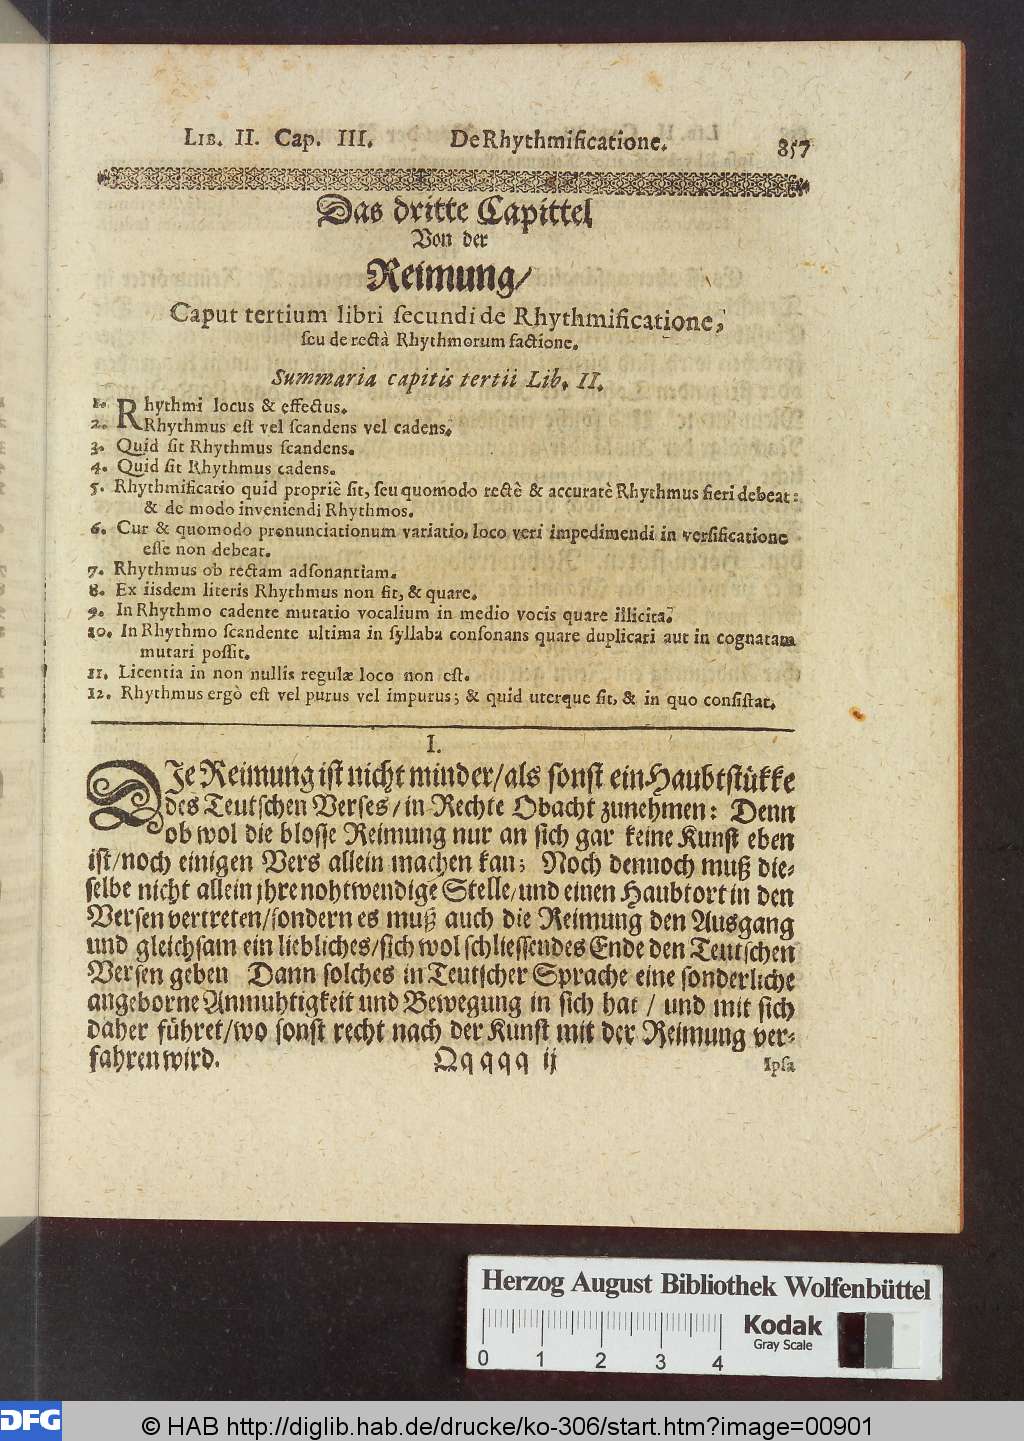 LIB. II. Cap. III. De Rhythmificatione. 857
Das dritte Capittel
Von der
Reimung/
Caput tertium libri secundi de Rhythmificatione,
seu de rectà Rhythmorum factione.
Summaria capitis tertii Lib. II.
1. Rhythmi locus & effectus.
2. Rhythmus est vel scandens vel cadens.
3. Quid sit Rhythmus scandens.
4. Quid sit Rhythmus cadens.
5. Rhythmificatio quid propriè sit, seu quomodo rectè & accuratè Rhythmus fieri debeat:
& de modo inveniendi Rhythmos.
6. Cur & quomodo pronunciationum variatio, loco veri impedimendi in versificatione
esse non debeat.
7. Rhythmus ob rectam adsonantiam.
8. Ex iisdem literis Rhythmus non fit, & quare.
9. In Rhythmo cadente mutatio vocalium in medio vocis quare illicita.
10. In Rhythmo scandente ultima in syllaba consonans quare duplicari aut in cognatam
mutari possit.
11. Licentia in non nullis regulæ loco non est.
12. Rhythmus ergò est vel purus vel impurus; & quid uterque sit, & in quo consistat.
I.
DIe Reimung ist nicht minder/als sonst ein Haubtstükke
des Teutschen Verses/in Rechte Obacht zunehmen: Denn
ob wol die blosse Reimung nur an sich gar keine Kunst eben
ist/noch einigen Vers allein machen kan; Noch dennoch muß die-
selbe nicht allein jhre nohtwendige Stelle/und einen Haubtort in den
Versen vertreten/sondern es muß auch die Reimung den Ausgang
und gleichsam ein liebliches/sich wol schliessendes Ende den Teutschen
Versen geben Dann solches in Teutscher Sprache eine sonderliche
angeborne Anmuhtigkeit und Bewegung in sich hat / und mit sich
daher führet/wo sonst recht nach der Kunst mit der Reimung ver-
fahren wird.
Qqqqq ij Ipsa
Herzog August Bibliothek Wolfenbüttel
Kodak
Gray Scale
0 1 2 3 4
DFG
© HAB http://diglib.hab.de/drucke/ko-306/start.htm?image=00901